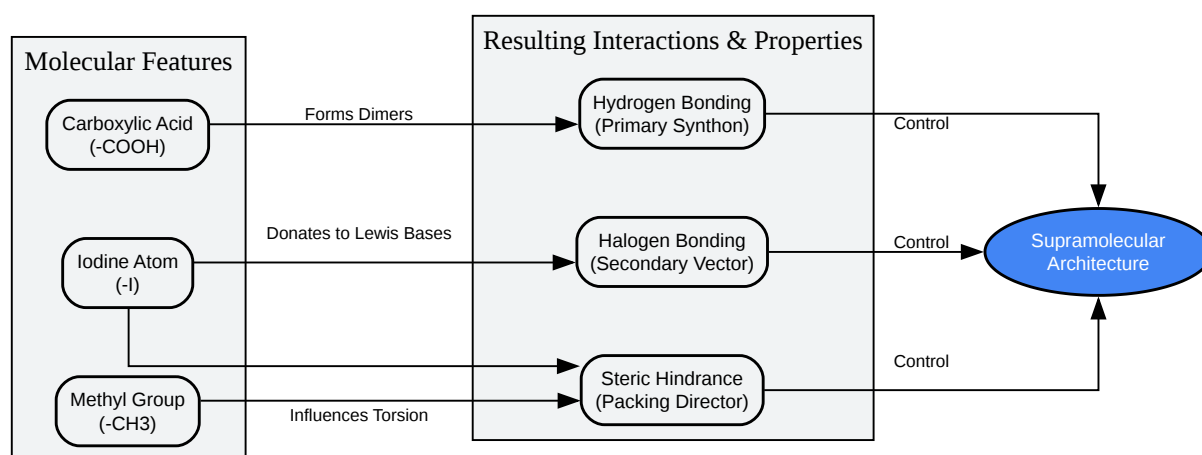 Molecular Features
Carboxylic Acid
(-COOH)
Iodine Atom
(-I)
Methyl Group
(-CH3)
Forms Dimers
Donates to Lewis Bases
Influences Torsion
Resulting Interactions & Properties
Hydrogen Bonding
(Primary Synthon)
Halogen Bonding
(Secondary Vector)
Steric Hindrance
(Packing Director)
Control
Control
Control
Supramolecular
Architecture